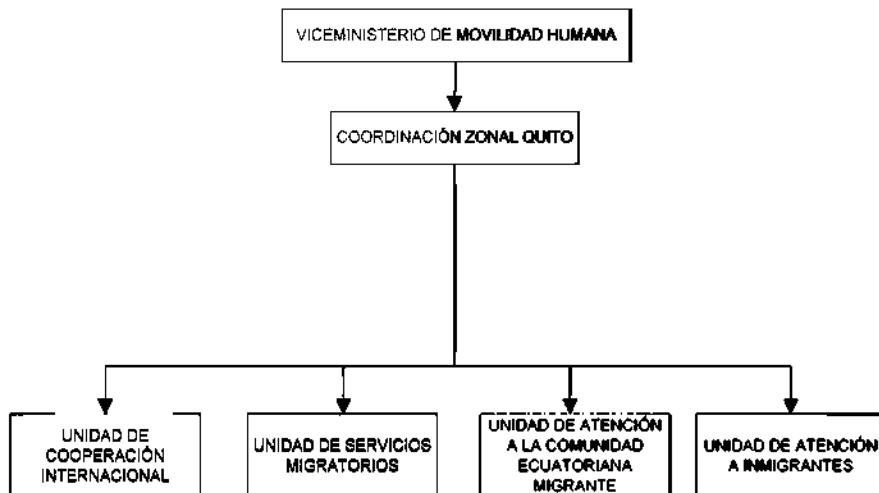 VICEMINISTERIO DE MOVILIDAD HUMANA
COORDINACIÓN ZONAL QUITO
UNIDAD DE
COOPERACIÓN
INTERNACIONAL
UNIDAD DE SERVICIOS
MIGRATORIOS
UNIDAD DE ATENCIÓN
A LA COMUNIDAD
ECUATORIANA
MIGRANTE
UNIDAD DE ATENCIÓN
A INMIGRANTES